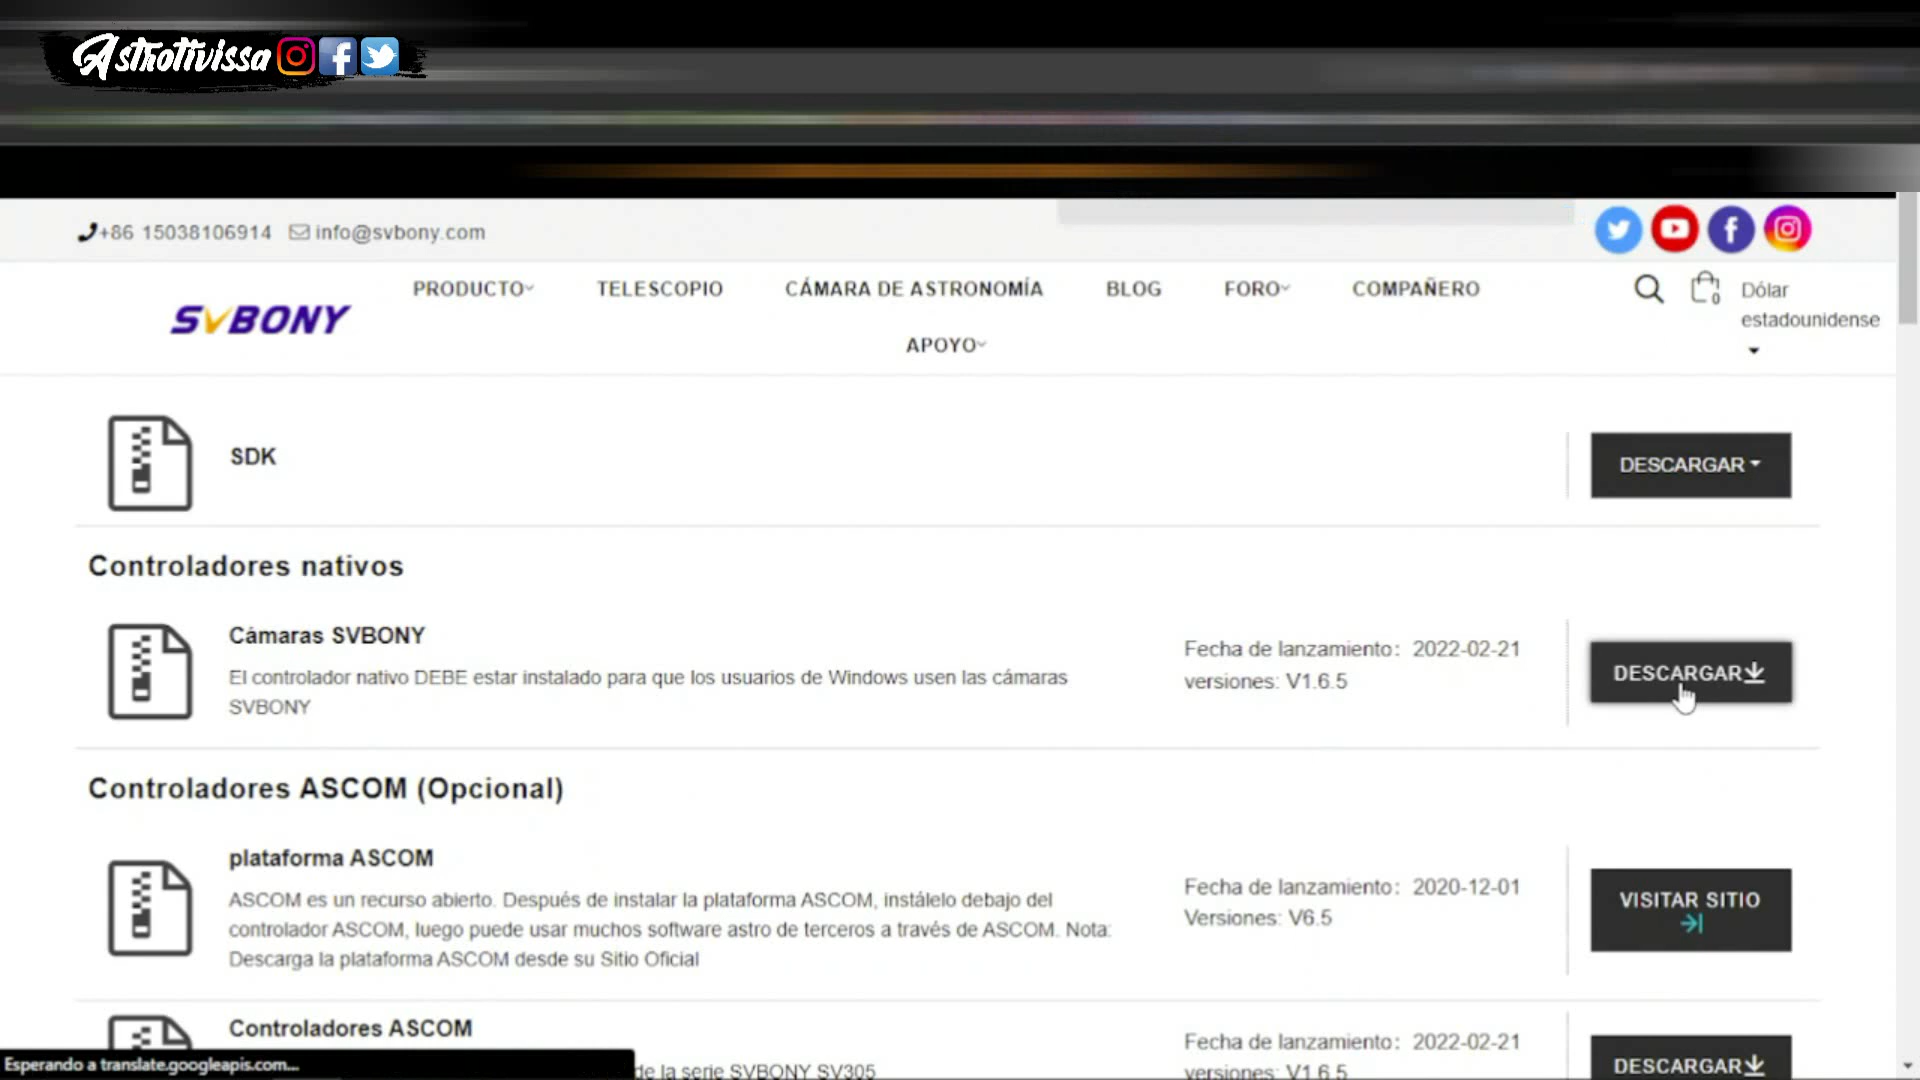 Astrotivissa
+86 15038106914 info@svbony.com
PRODUCTO TELESCOPIO CÁMARA DE ASTRONOMÍA BLOG FORO COMPAÑERO
APOYO
SVBONY
0
Dólar
estadounidense
SDK
DESCARGAR
Controladores nativos
Cámaras SVBONY
El controlador nativo DEBE estar instalado para que los usuarios de Windows usen las cámaras
SVBONY
Fecha de lanzamiento: 2022-02-21
versiones: V1.6.5
DESCARGAR
Controladores ASCOM (Opcional)
plataforma ASCOM
ASCOM es un recurso abierto. Después de instalar la plataforma ASCOM, instálelo debajo del
controlador ASCOM, luego puede usar muchos software astro de terceros a través de ASCOM. Nota:
Descarga la plataforma ASCOM desde su Sitio Oficial
Fecha de lanzamiento: 2020-12-01
Versiones: V6.5
VISITAR SITIO
Controladores ASCOM
de la serie SVBONY SV305
Fecha de lanzamiento: 2022-02-21
versiones: V1.6.5
DESCARGAR
Esperando a translate.googleapis.com...